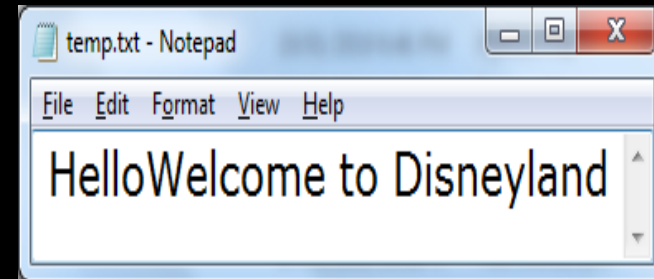 temp.txt - Notepad
File Edit Format View Help
HelloWelcome to Disneyland